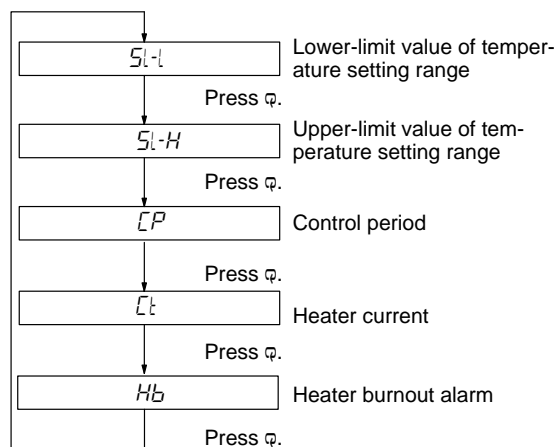 SL-L
Lower-limit value of temper-
ature setting range
Press
SL-H
Upper-limit value of tem-
perature setting range
Press
CP
Control period
Press
Ct
Heater current
Press
Hb
Heater burnout alarm
Press